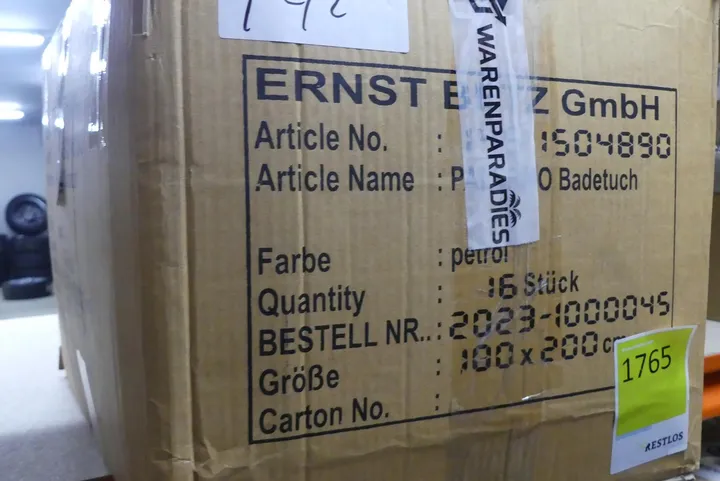 ERNST GmbH
Article No. : 1504890
Article Name : Badetuch
Farbe : petrol
Quantity : 16 Stück
BESTELL NR..: 2023-1000045
Größe : 100 x 200 cm
Carton No. :
WARENPARADIES
1765
RESTLOS